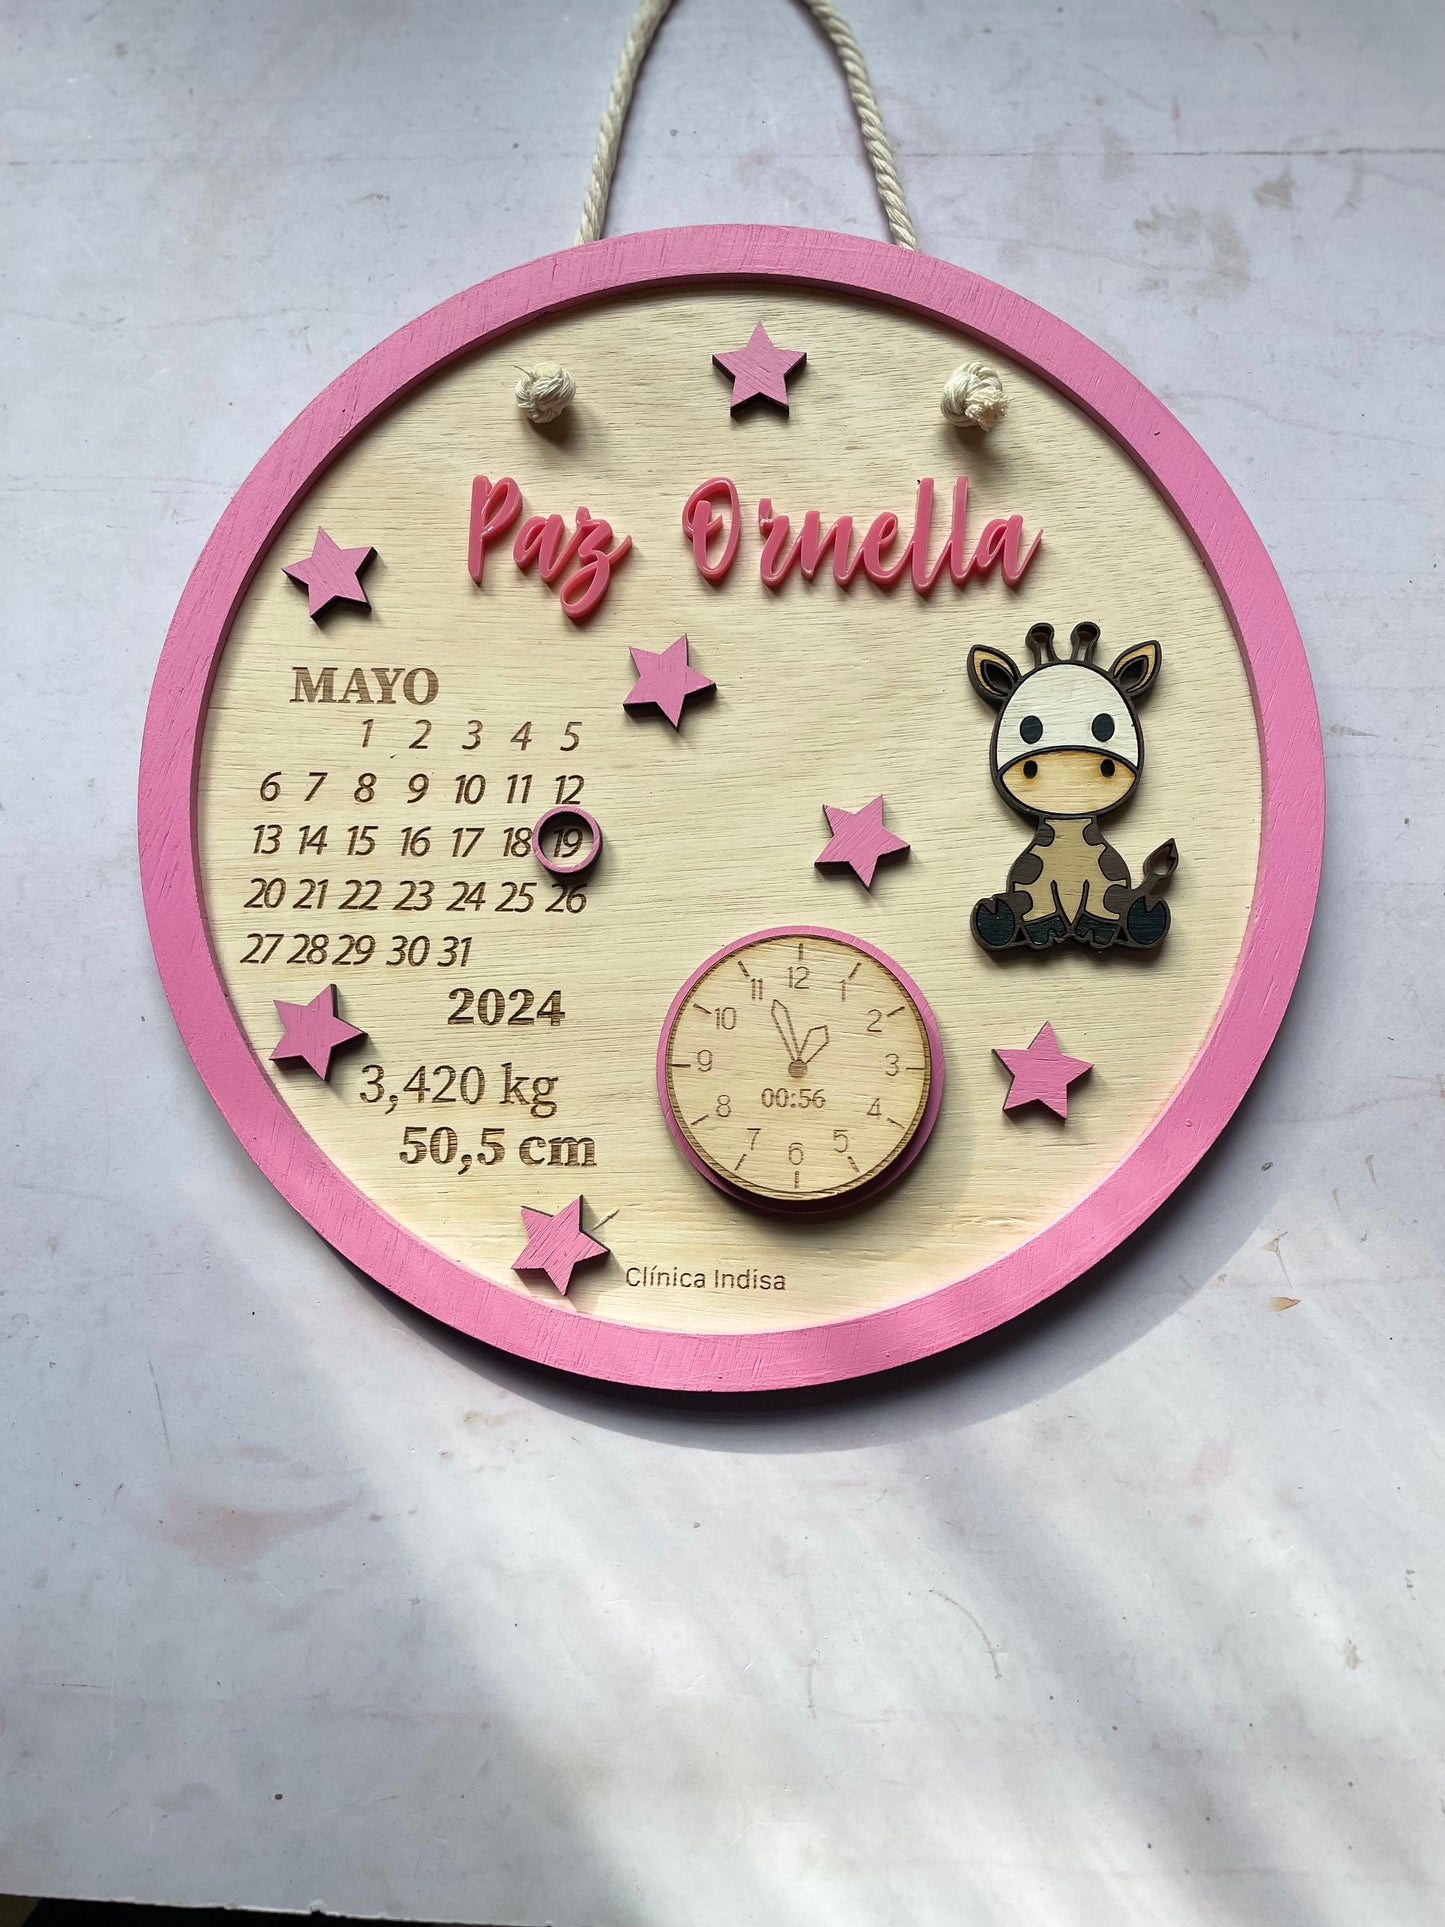 Paz Ornella
MAYO
1 2 3 4 5
6 7 8 9 10 11 12
13 14 15 16 17 18 19
20 21 22 23 24 25 26
27 28 29 30 31
2024
3,420 kg
50,5 cm
12
11 1
10 2
9 3
00:56
8 4
7 5
6
Clínica Indisa